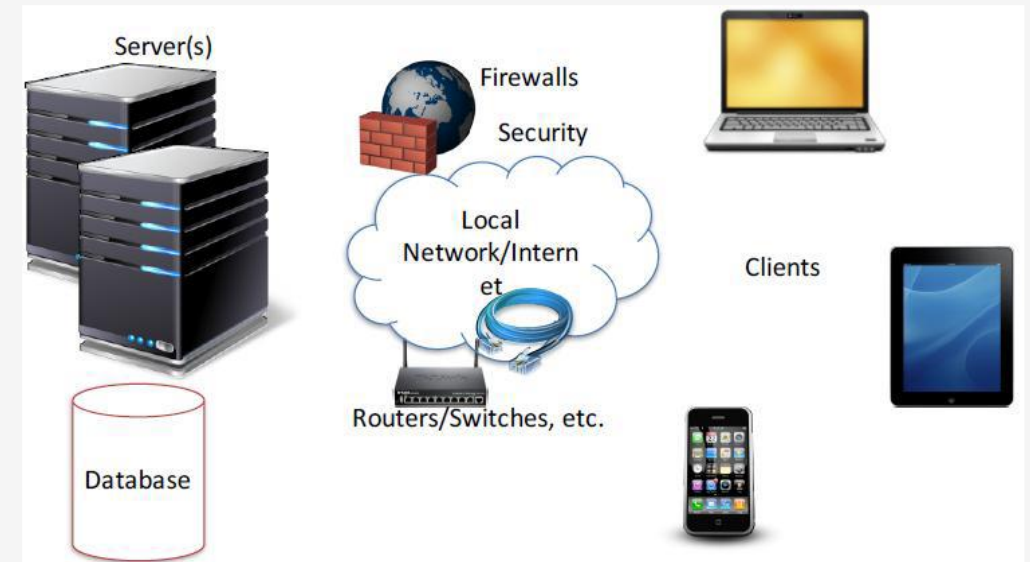 Server(s)
Firewalls
Security
Local
Network/Intern
et
Clients
Routers/Switches, etc.
Database